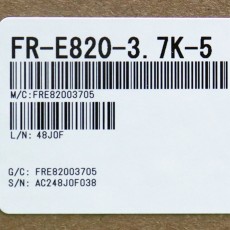 FR-E820-3.7K-5
M/C:FRE82003705
L/N: 48J0F
G/C: FRE82003705
S/N: AC248J0F038